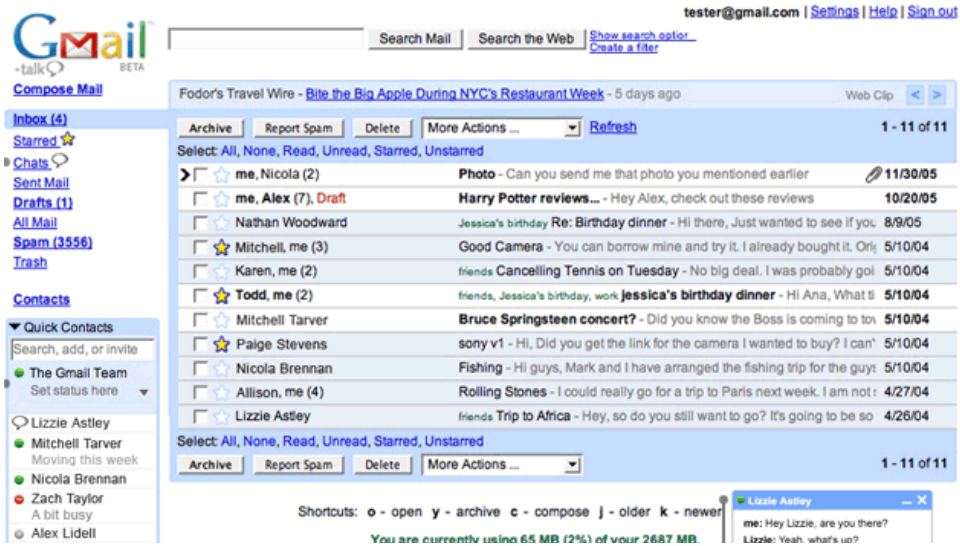 tester@gmail.com | Settings | Help | Sign out
Gmail
-talk BETA
Search Mail Search the Web Show search optior...
Create a filter
Compose Mail
Inbox (4)
Starred
Chats
Sent Mail
Drafts (1)
All Mail
Spam (3556)
Trash
Contacts
Quick Contacts
Search, add, or invite
The Gmail Team
Set status here
Lizzie Astley
Mitchell Tarver
Moving this week
Nicola Brennan
Zach Taylor
A bit busy
Alex Lidell
Fodor's Travel Wire - Bite the Big Apple During NYC's Restaurant Week - 5 days ago Web Clip < >
Archive Report Spam Delete More Actions ... Refresh 1 - 11 of 11
Select: All, None, Read, Unread, Starred, Unstarred
me, Nicola (2) Photo - Can you send me that photo you mentioned earlier 11/30/05
me, Alex (7), Draft Harry Potter reviews... - Hey Alex, check out these reviews 10/20/05
Nathan Woodward Jessica's birthday Re: Birthday dinner - Hi there, Just wanted to see if you 8/9/05
Mitchell, me (3) Good Camera - You can borrow mine and try it. I already bought it. Orig 5/10/04
Karen, me (2) friends Cancelling Tennis on Tuesday - No big deal. I was probably goi 5/10/04
Todd, me (2) friends, Jessica's birthday, work jessica's birthday dinner - Hi Ana, What ti 5/10/04
Mitchell Tarver Bruce Springsteen concert? - Did you know the Boss is coming to tow 5/10/04
Paige Stevens sony v1 - Hi, Did you get the link for the camera I wanted to buy? I can' 5/10/04
Nicola Brennan Fishing - Hi guys, Mark and I have arranged the fishing trip for the guys 5/10/04
Allison, me (4) Rolling Stones - I could really go for a trip to Paris next week. I am not 4/27/04
Lizzie Astley friends Trip to Africa - Hey, so do you still want to go? It's going to be so 4/26/04
Select: All, None, Read, Unread, Starred, Unstarred
Archive Report Spam Delete More Actions ... 1 - 11 of 11
Shortcuts: o - open y - archive c - compose j - older k - newer
You are currently using 65 MB (2%) of your 2687 MB.
Lizzie Astley
me: Hey Lizzie, are you there?
Lizzie: Yeah, what's up?